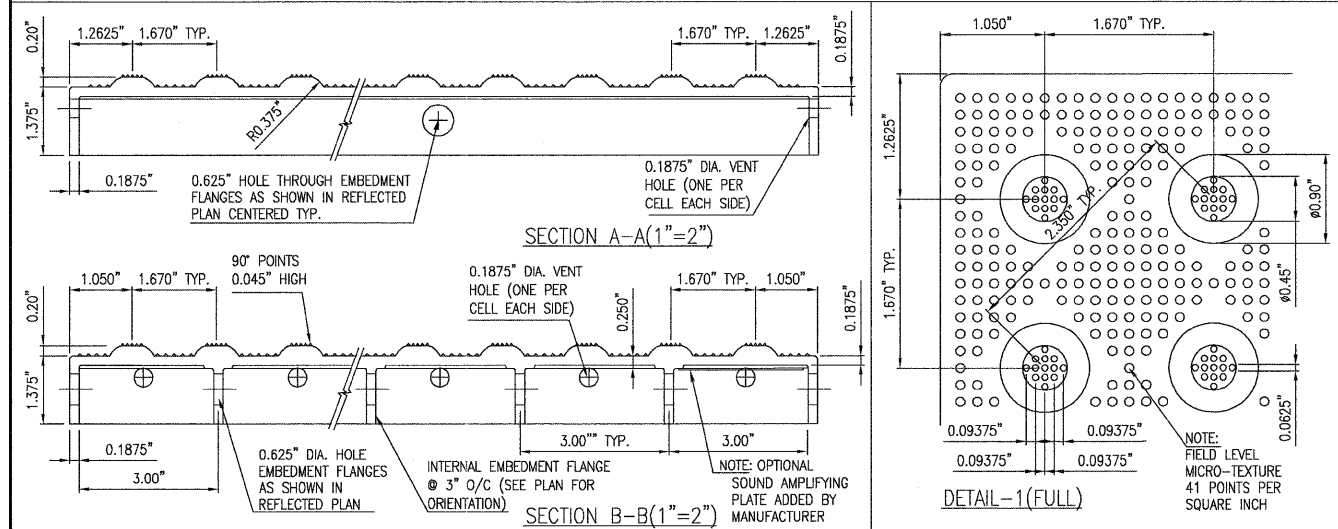 0.20"
1.2625"
1.670" TYP.
1.670" TYP.
1.2625"
0.1875"
1.375"
R0.375"
0.1875"
0.625" HOLE THROUGH EMBEDMENT
FLANGES AS SHOWN IN REFLECTED
PLAN CENTERED TYP.
0.1875" DIA. VENT
HOLE (ONE PER
CELL EACH SIDE)
SECTION A-A(1"=2")
90° POINTS
0.045" HIGH
0.1875" DIA. VENT
HOLE (ONE PER
CELL EACH SIDE)
0.20"
1.050"
1.670" TYP.
0.250"
1.670" TYP.
1.050"
0.1875"
1.375"
0.1875"
3.00"
0.625" DIA. HOLE
EMBEDMENT FLANGES
AS SHOWN IN
REFLECTED PLAN
INTERNAL EMBEDMENT FLANGE
@ 3" O/C (SEE PLAN FOR
ORIENTATION)
3.00"" TYP.
3.00"
NOTE: OPTIONAL
SOUND AMPLIFYING
PLATE ADDED BY
MANUFACTURER
SECTION B-B(1"=2")
1.050"
1.670" TYP.
1.2625"
1.670" TYP.
2.350" TYP.
ø0.90"
ø0.45"
0.0625"
0.09375"
0.09375"
0.09375"
0.09375"
NOTE:
FIELD LEVEL
MICRO-TEXTURE
41 POINTS PER
SQUARE INCH
DETAIL-1(FULL)